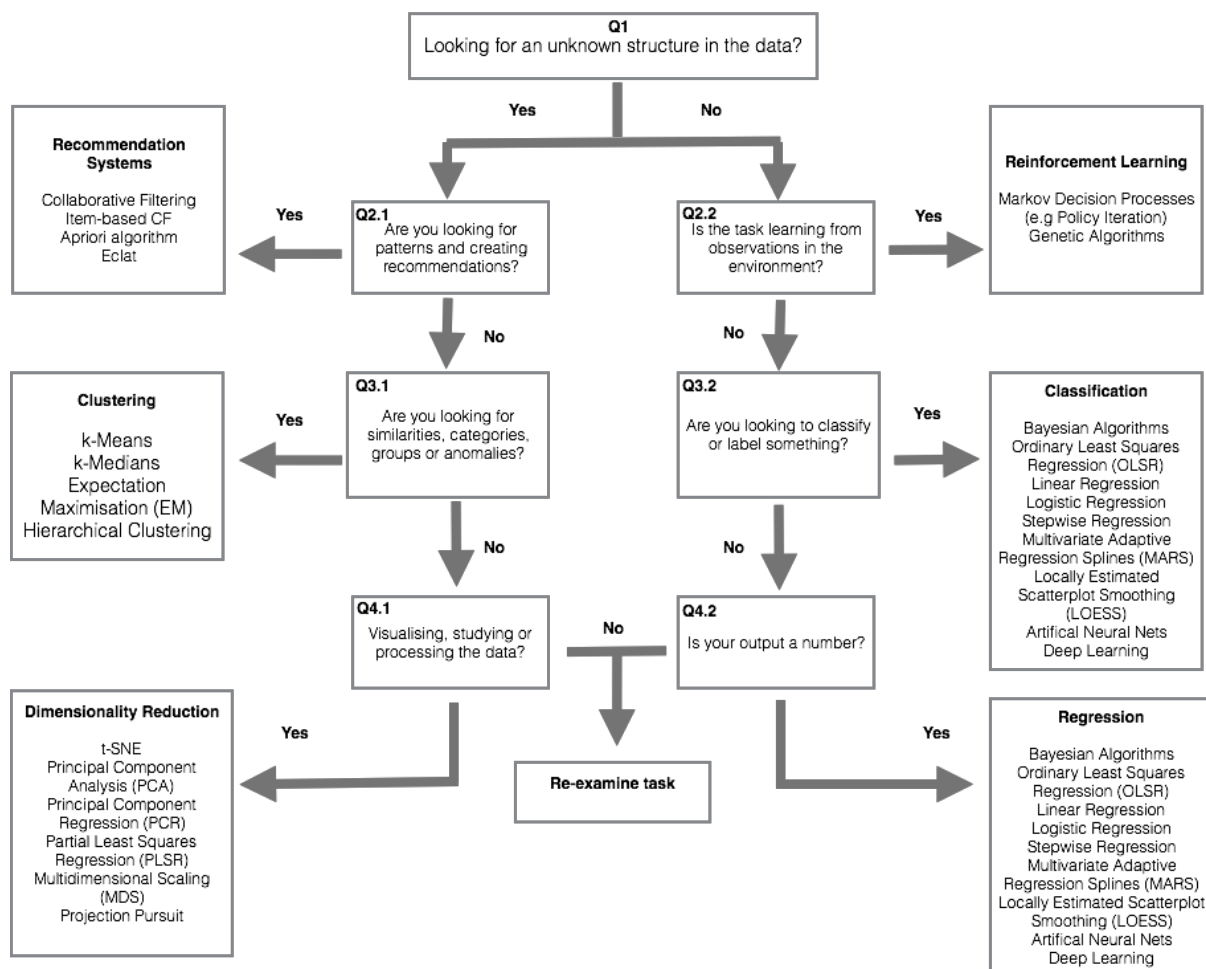 Q1
Looking for an unknown structure in the data?
Yes
No
Recommendation
Systems
Collaborative Filtering
Item-based CF
Apriori algorithm
Eclat
Yes
Q2.1
Are you looking for
patterns and creating
recommendations?
Q2.2
Is the task learning from
observations in the
environment?
Yes
Reinforcement Learning
Markov Decision Processes
(e.g Policy Iteration)
Genetic Algorithms
No
No
Clustering
k-Means
k-Medians
Expectation
Maximisation (EM)
Hierarchical Clustering
Yes
Q3.1
Are you looking for
similarities, categories,
groups or anomalies?
Q3.2
Are you looking to classify
or label something?
Yes
Classification
Bayesian Algorithms
Ordinary Least Squares
Regression (OLSR)
Linear Regression
Logistic Regression
Stepwise Regression
Multivariate Adaptive
Regression Splines (MARS)
Locally Estimated
Scatterplot Smoothing
(LOESS)
Artifical Neural Nets
Deep Learning
No
No
Q4.1
Visualising, studying or
processing the data?
No
Q4.2
Is your output a number?
Dimensionality Reduction
t-SNE
Principal Component
Analysis (PCA)
Principal Component
Regression (PCR)
Partial Least Squares
Regression (PLSR)
Multidimensional Scaling
(MDS)
Projection Pursuit
Yes
Re-examine task
Yes
Regression
Bayesian Algorithms
Ordinary Least Squares
Regression (OLSR)
Linear Regression
Logistic Regression
Stepwise Regression
Multivariate Adaptive
Regression Splines (MARS)
Locally Estimated Scatterplot
Smoothing (LOESS)
Artifical Neural Nets
Deep Learning